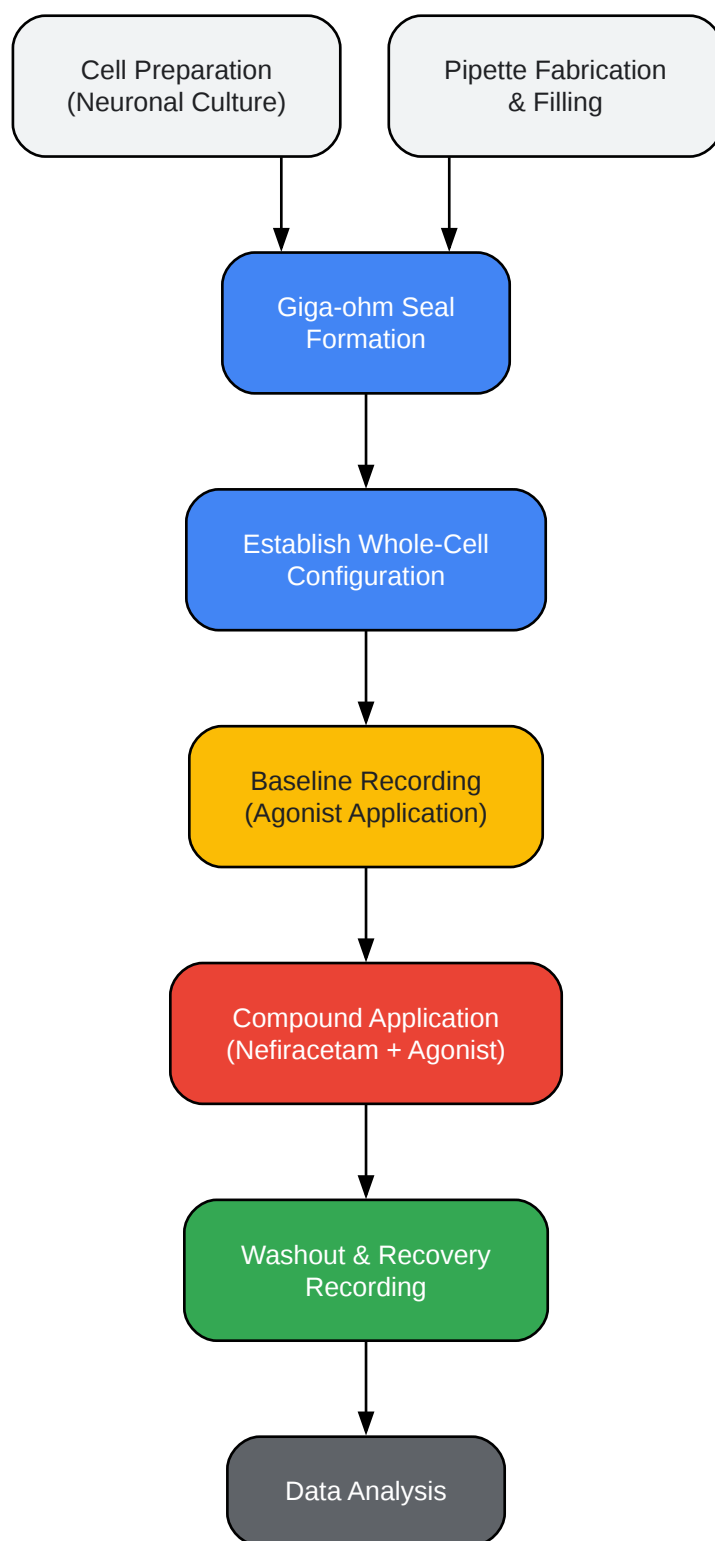 Cell Preparation
(Neuronal Culture)
Pipette Fabrication
& Filling
Giga-ohm Seal
Formation
Establish Whole-Cell
Configuration
Baseline Recording
(Agonist Application)
Compound Application
(Nefiracetam + Agonist)
Washout & Recovery
Recording
Data Analysis